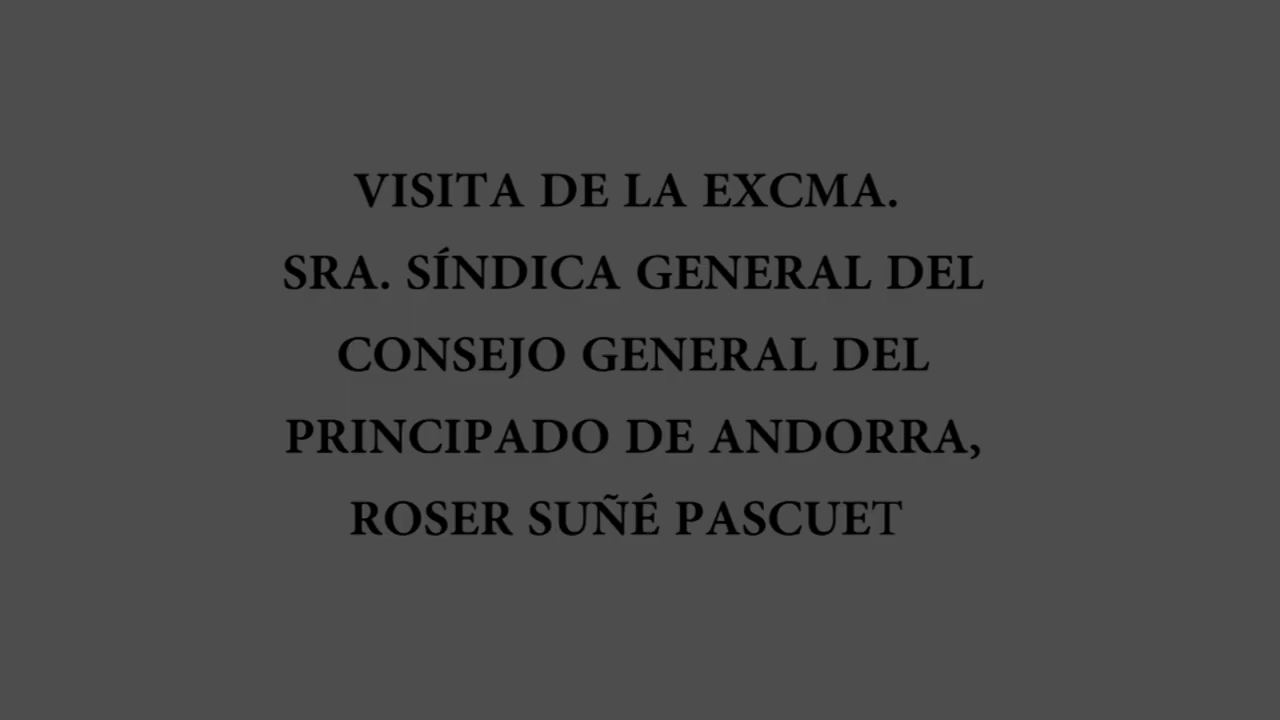 VISITA DE LA EXCMA.
SRA. SÍNDICA GENERAL DEL
CONSEJO GENERAL DEL
PRINCIPADO DE ANDORRA,
ROSER SUÑÉ PASCUET